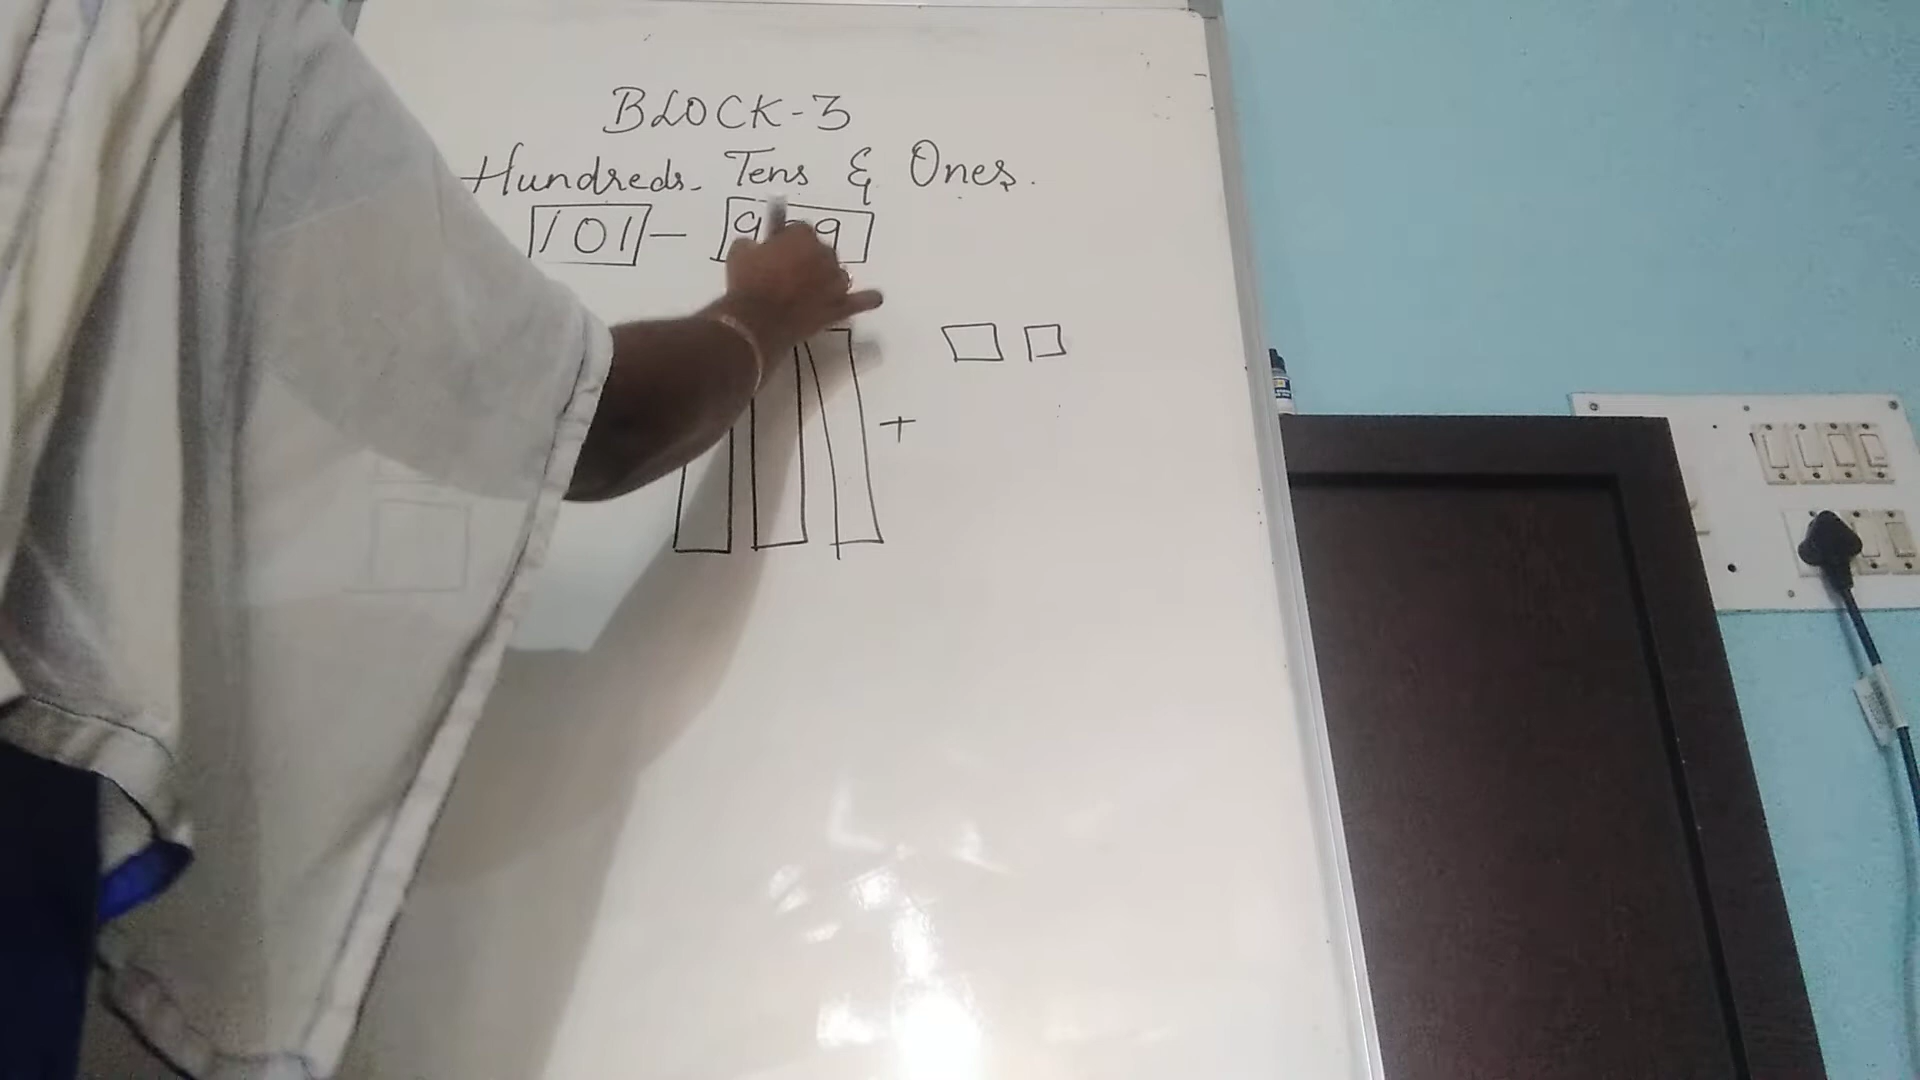 BLOCK-3
Hundreds. Tens & Ones.
101 -